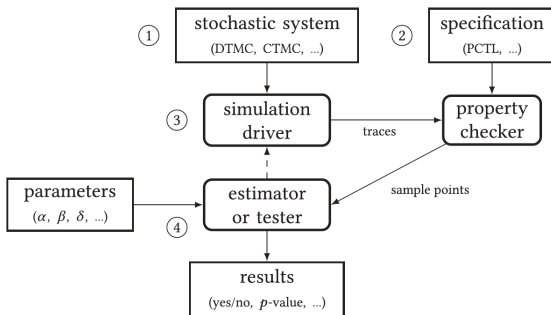 ① stochastic system
(DTMC, CTMC, ...)
② specification
(PCTL, ...)
③ simulation
driver
traces
property
checker
sample points
parameters
(α, β, δ, ...)
④ estimator
or tester
results
(yes/no, p-value, ...)